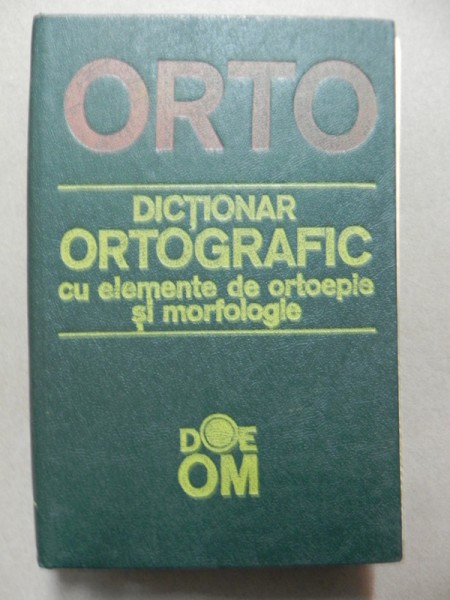 ORTO
DICȚIONAR
ORTOGRAFIC
cu elemente de ortoepie
și morfologie
DOE
OM